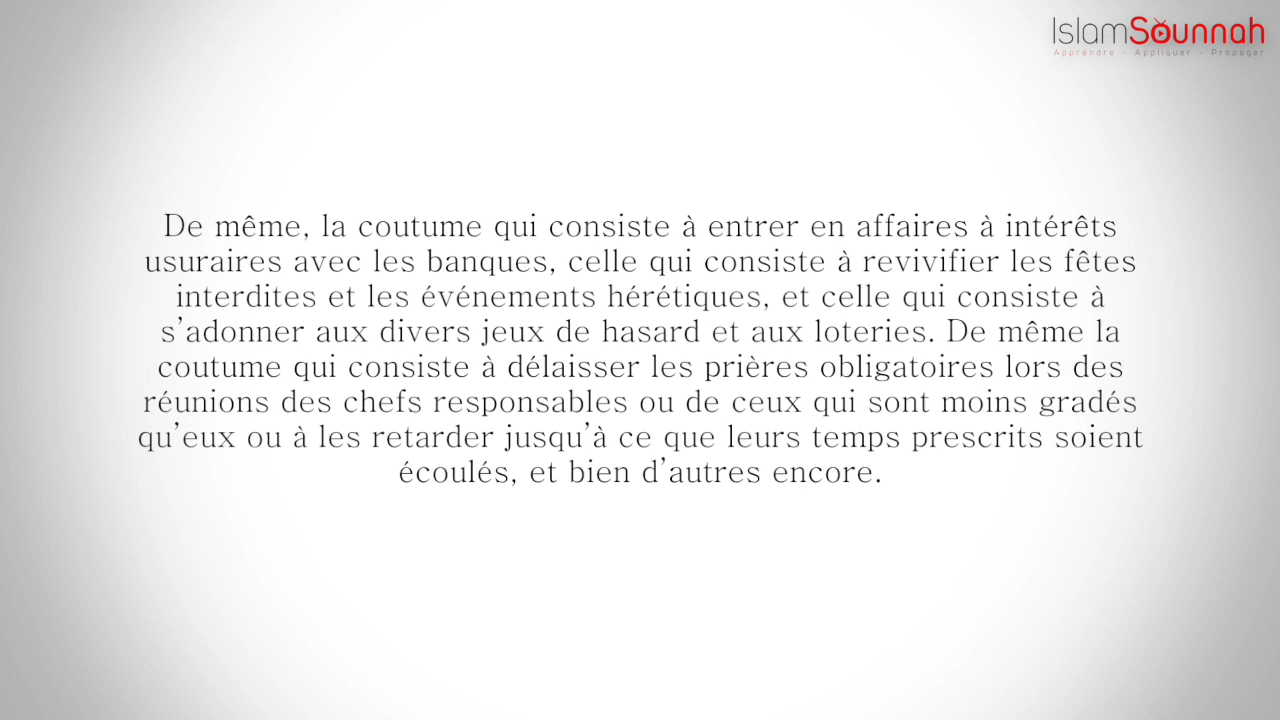 IslamSounnah
Apprendre - Appliquer - Propager
De même, la coutume qui consiste à entrer en affaires à intérêts
usuraires avec les banques, celle qui consiste à revivifier les fêtes
interdites et les événements hérétiques, et celle qui consiste à
s’adonner aux divers jeux de hasard et aux loteries. De même la
coutume qui consiste à délaisser les prières obligatoires lors des
réunions des chefs responsables ou de ceux qui sont moins gradés
qu’eux ou à les retarder jusqu’à ce que leurs temps prescrits soient
écoulés, et bien d’autres encore.